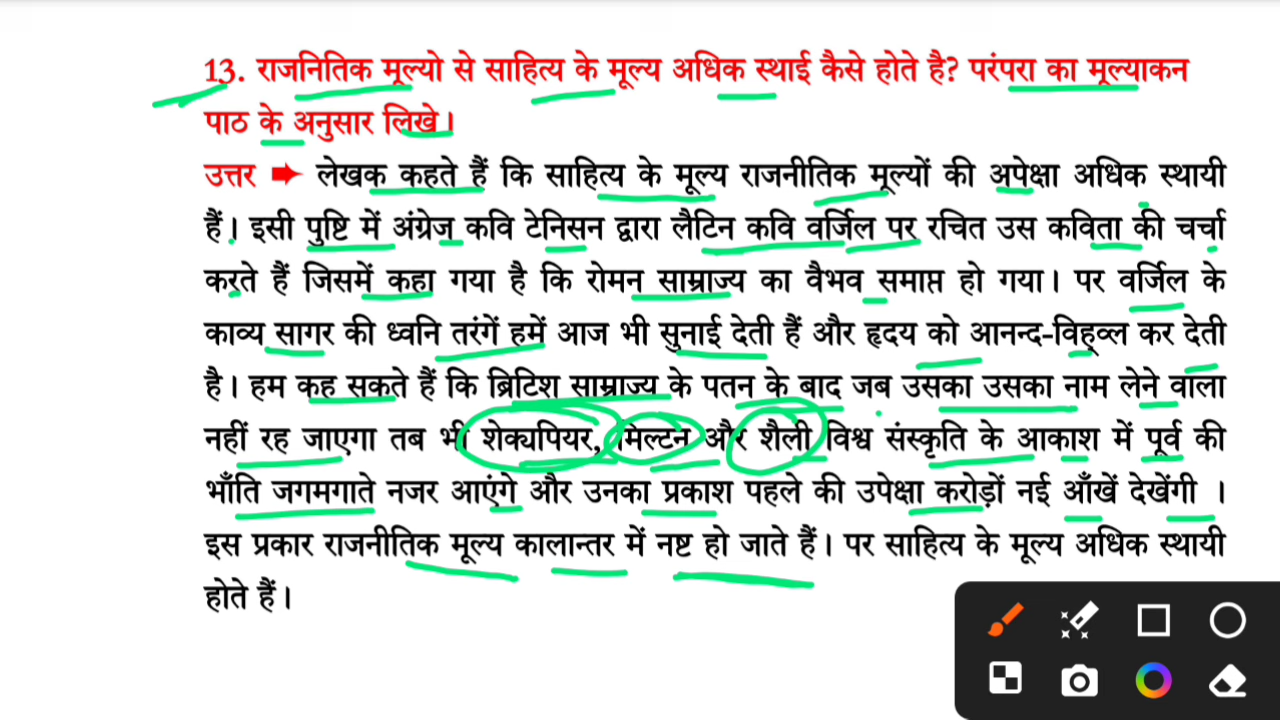 13. राजनितिक मूल्यो से साहित्य के मूल्य अधिक स्थाई कैसे होते है? परंपरा का मूल्याकन
पाठ के अनुसार लिखे।
उत्तर ➨ लेखक कहते हैं कि साहित्य के मूल्य राजनीतिक मूल्यों की अपेक्षा अधिक स्थायी
हैं। इसी पुष्टि में अंग्रेज कवि टेनिसन द्वारा लैटिन कवि वर्जिल पर रचित उस कविता की चर्चा
करते हैं जिसमें कहा गया है कि रोमन साम्राज्य का वैभव समाप्त हो गया। पर वर्जिल के
काव्य सागर की ध्वनि तरंगें हमें आज भी सुनाई देती हैं और हृदय को आनन्द-विह्व्ल कर देती
है। हम कह सकते हैं कि ब्रिटिश साम्राज्य के पतन के बाद जब उसका उसका नाम लेने वाला
नहीं रह जाएगा तब भी शेक्यपियर, मिल्टन और शैली विश्व संस्कृति के आकाश में पूर्व की
भाँति जगमगाते नजर आएंगे और उनका प्रकाश पहले की उपेक्षा करोड़ों नई आँखें देखेंगी ।
इस प्रकार राजनीतिक मूल्य कालान्तर में नष्ट हो जाते हैं। पर साहित्य के मूल्य अधिक स्थायी
होते हैं।